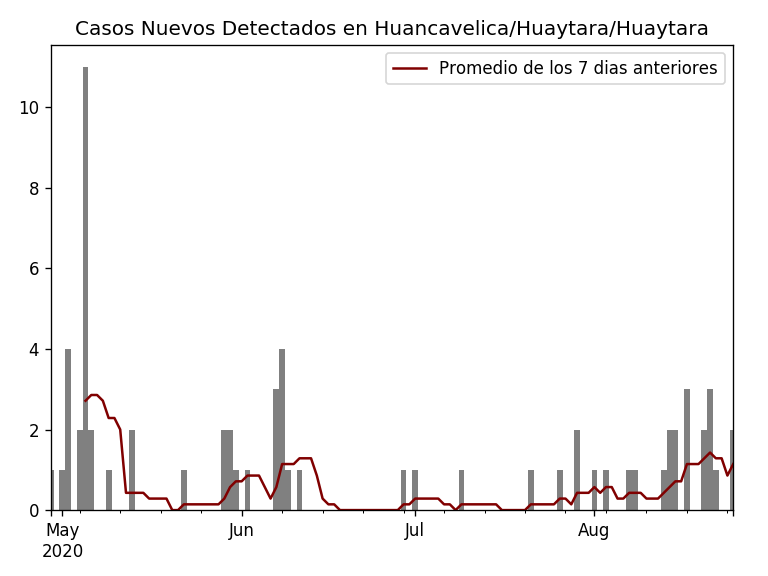 Casos Nuevos Detectados en Huancavelica/Huaytara/Huaytara
Promedio de los 7 dias anteriores
10
8
6
4
2
0
May Jun Jul Aug
2020